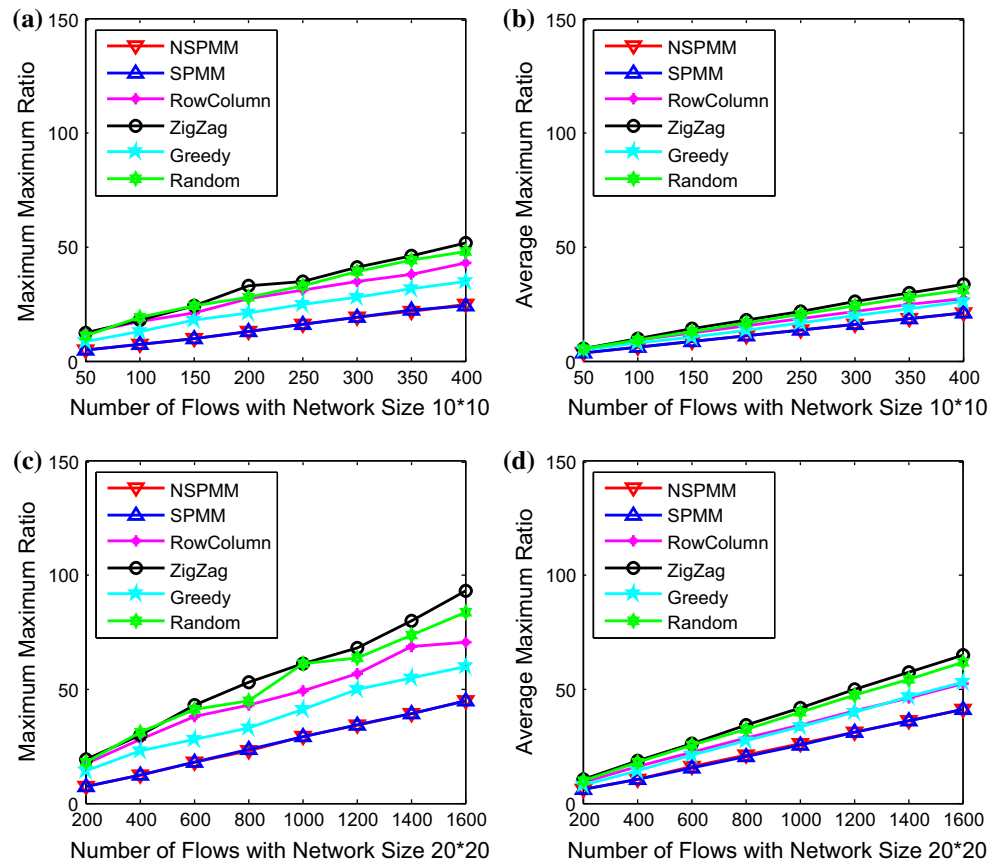 (a)
150
100
50
0
Maximum Maximum Ratio
NSPMM
SPMM
RowColumn
ZigZag
Greedy
Random
50 100 150 200 250 300 350 400
Number of Flows with Network Size 10*10
(b)
150
100
50
0
Average Maximum Ratio
NSPMM
SPMM
RowColumn
ZigZag
Greedy
Random
50 100 150 200 250 300 350 400
Number of Flows with Network Size 10*10
(c)
150
100
50
0
Maximum Maximum Ratio
NSPMM
SPMM
RowColumn
ZigZag
Greedy
Random
200 400 600 800 1000 1200 1400 1600
Number of Flows with Network Size 20*20
(d)
150
100
50
0
Average Maximum Ratio
NSPMM
SPMM
RowColumn
ZigZag
Greedy
Random
200 400 600 800 1000 1200 1400 1600
Number of Flows with Network Size 20*20